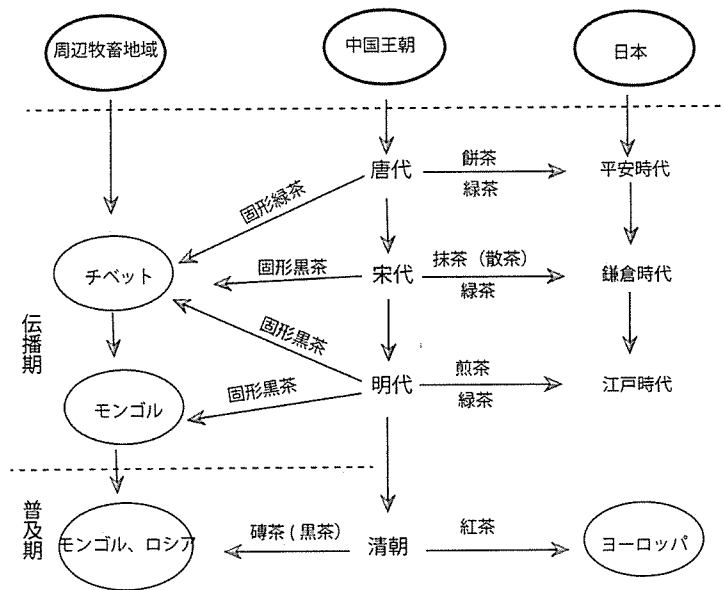 周辺牧畜地域
中国王朝
日本
唐代
餅茶
緑茶
平安時代
固形緑茶
チベット
固形黒茶
宋代
抹茶（散茶）
緑茶
鎌倉時代
伝播期
固形黒茶
モンゴル
固形黒茶
明代
煎茶
緑茶
江戸時代
普及期
モンゴル、ロシア
磚茶(黒茶)
清朝
紅茶
ヨーロッパ